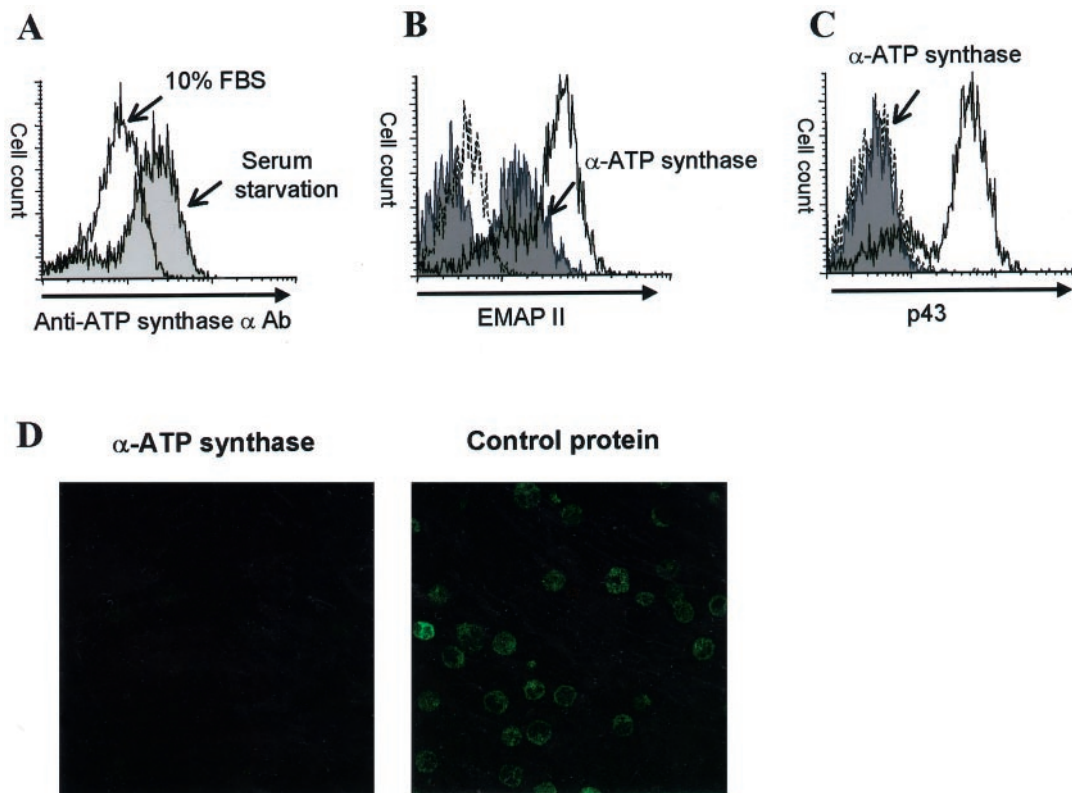 A
10% FBS
Serum
starvation
Cell count
Anti-ATP synthase α Ab
B
α-ATP synthase
Cell count
EMAP II
C
α-ATP synthase
Cell count
p43
D
α-ATP synthase
Control protein